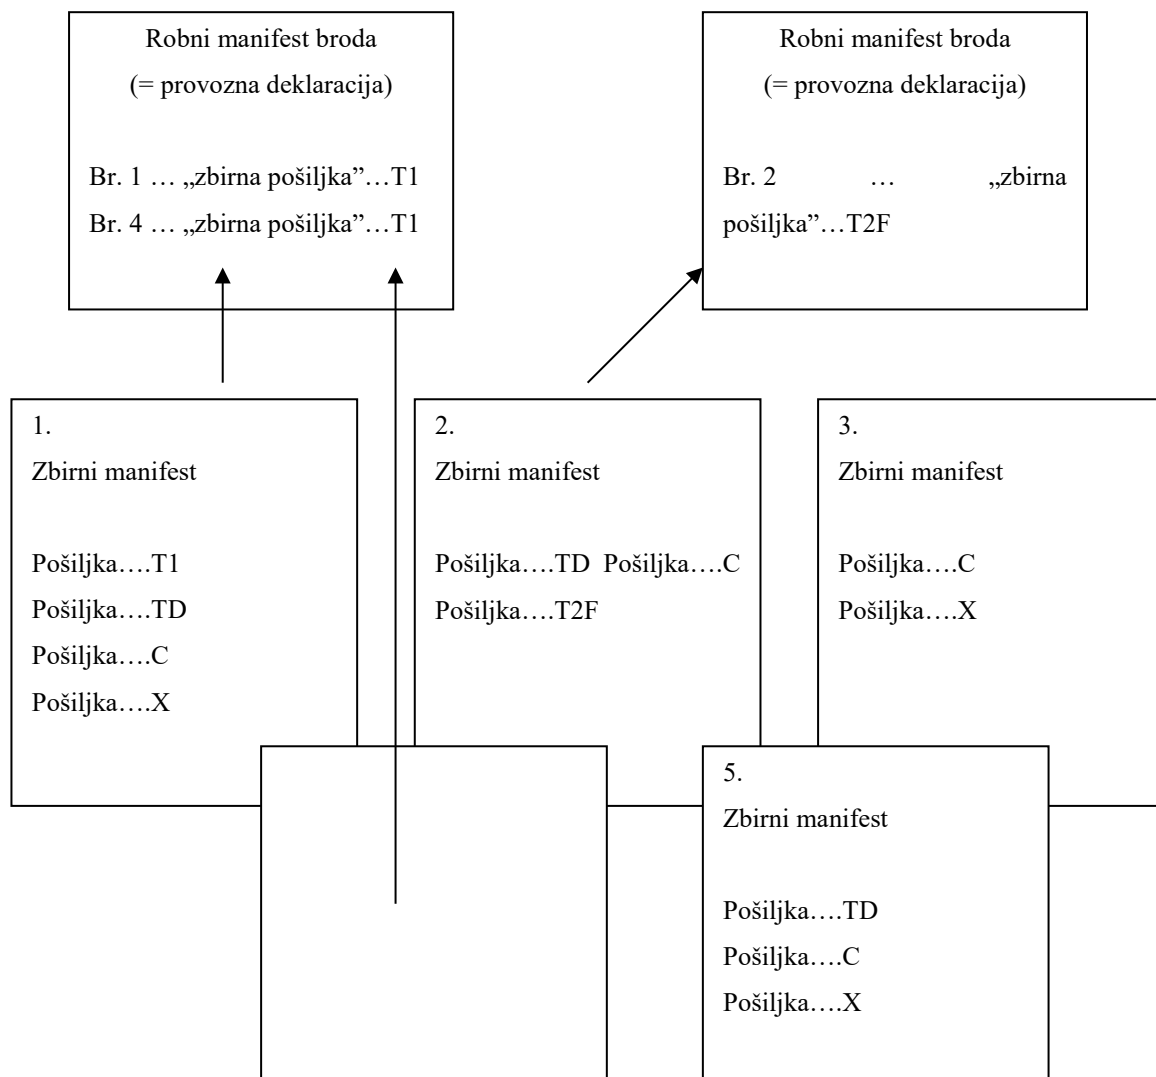 Robni manifest broda
(= provozna deklaracija)
Br. 1 … „zbirna pošiljka”…T1
Br. 4 … „zbirna pošiljka”…T1
Robni manifest broda
(= provozna deklaracija)
Br. 2 … „zbirna
pošiljka”…T2F
1.
Zbirni manifest
Pošiljka….T1
Pošiljka….TD
Pošiljka….C
Pošiljka….X
2.
Zbirni manifest
Pošiljka….TD Pošiljka….C
Pošiljka….T2F
3.
Zbirni manifest
Pošiljka….C
Pošiljka….X
5.
Zbirni manifest
Pošiljka….TD
Pošiljka….C
Pošiljka….X